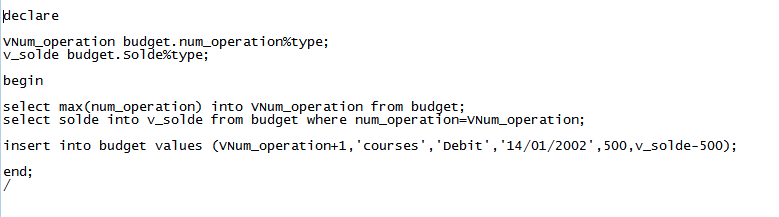 declare
VNum_operation budget.num_operation%type;
v_solde budget.Solde%type;
begin
select max(num_operation) into VNum_operation from budget;
select solde into v_solde from budget where num_operation=VNum_operation;
insert into budget values (VNum_operation+1,'courses','Debit','14/01/2002',500,v_solde-500);
end;
/